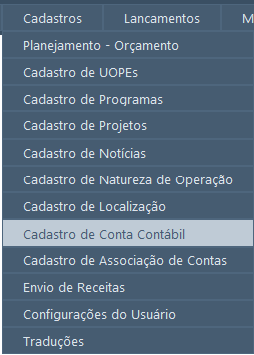 Cadastros Lancamentos M
Planejamento - Orçamento
Cadastro de UOPEs
Cadastro de Programas
Cadastro de Projetos
Cadastro de Notícias
Cadastro de Natureza de Operação
Cadastro de Localização
Cadastro de Conta Contábil
Cadastro de Associação de Contas
Envio de Receitas
Configurações do Usuário
Traduções